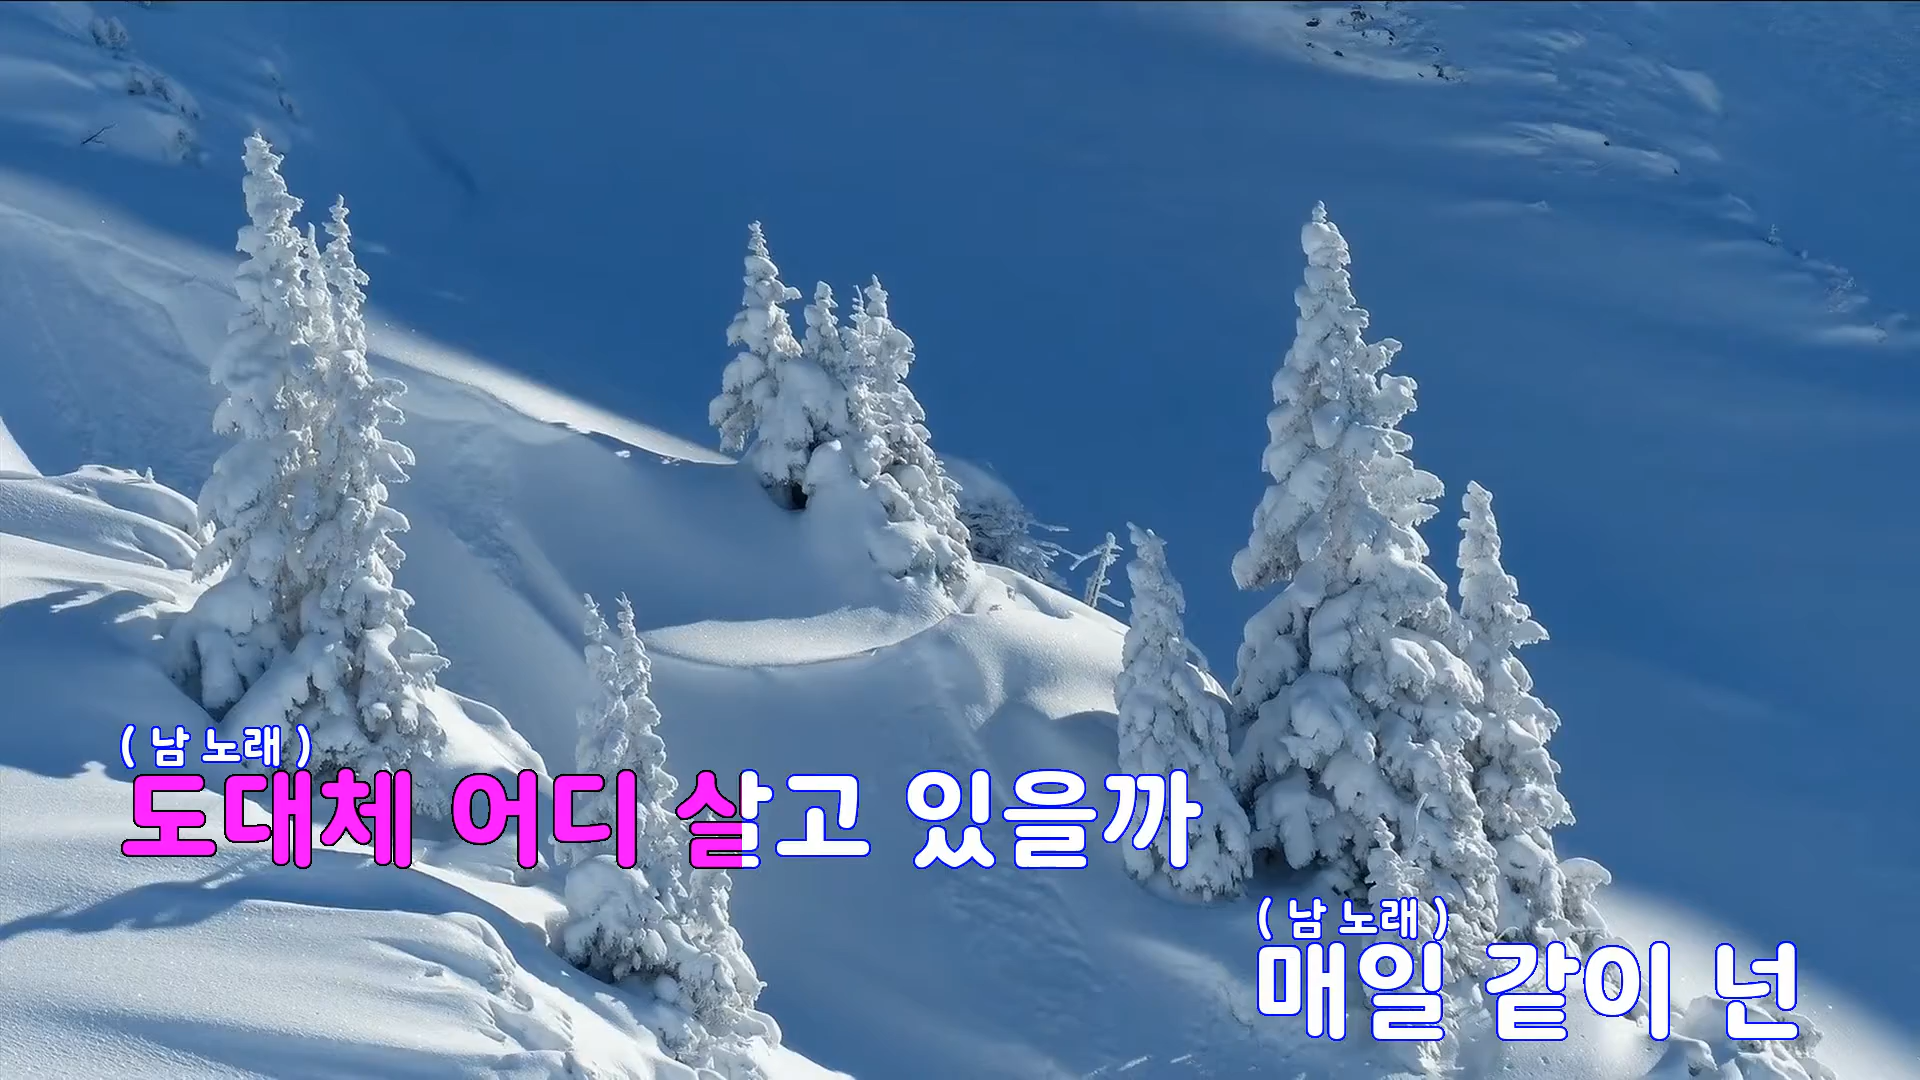 ( 남 노래 )
도대체 어디 살고 있을까
( 남 노래 )
매일 같이 넌